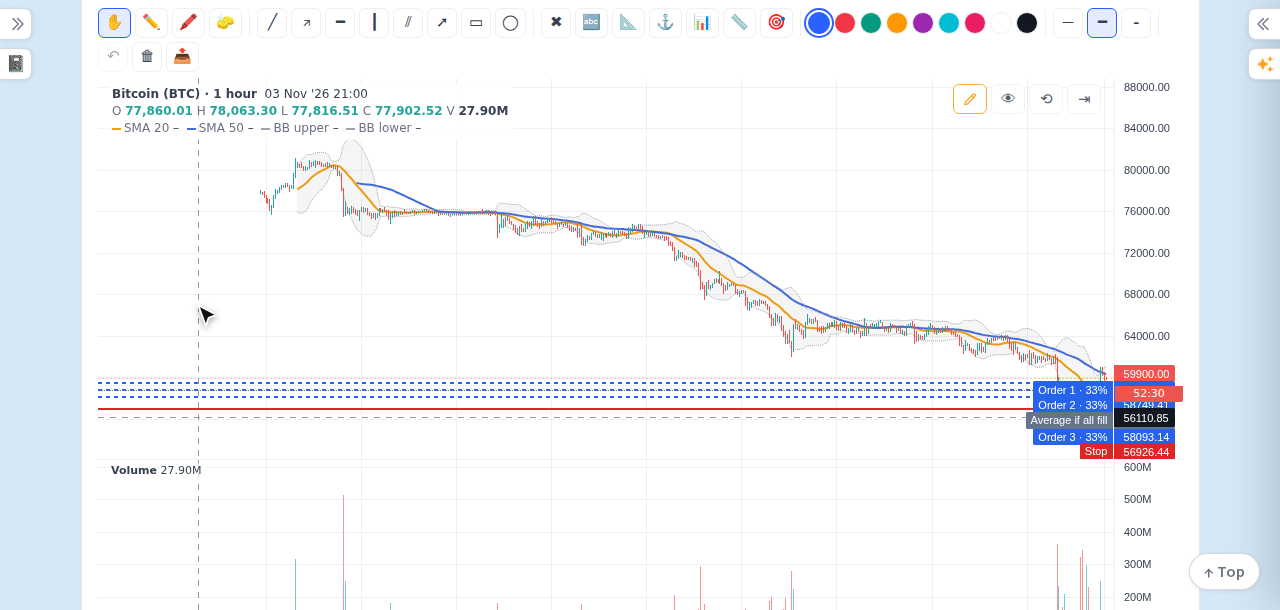 Bitcoin (BTC) · 1 hour 03 Nov '26 21:00
O 77,860.01 H 78,063.30 L 77,816.51 C 77,902.52 V 27.90M
SMA 20 – SMA 50 – BB upper – BB lower –
88000.00
84000.00
80000.00
76000.00
72000.00
68000.00
64000.00
59900.00
52:30
Order 1 · 33%
Order 2 · 33% 58749.41
Average if all fill 56110.85
Order 3 · 33% 58093.14
Stop 56926.44
Volume 27.90M
600M
500M
400M
300M
200M
↑ Top
abc